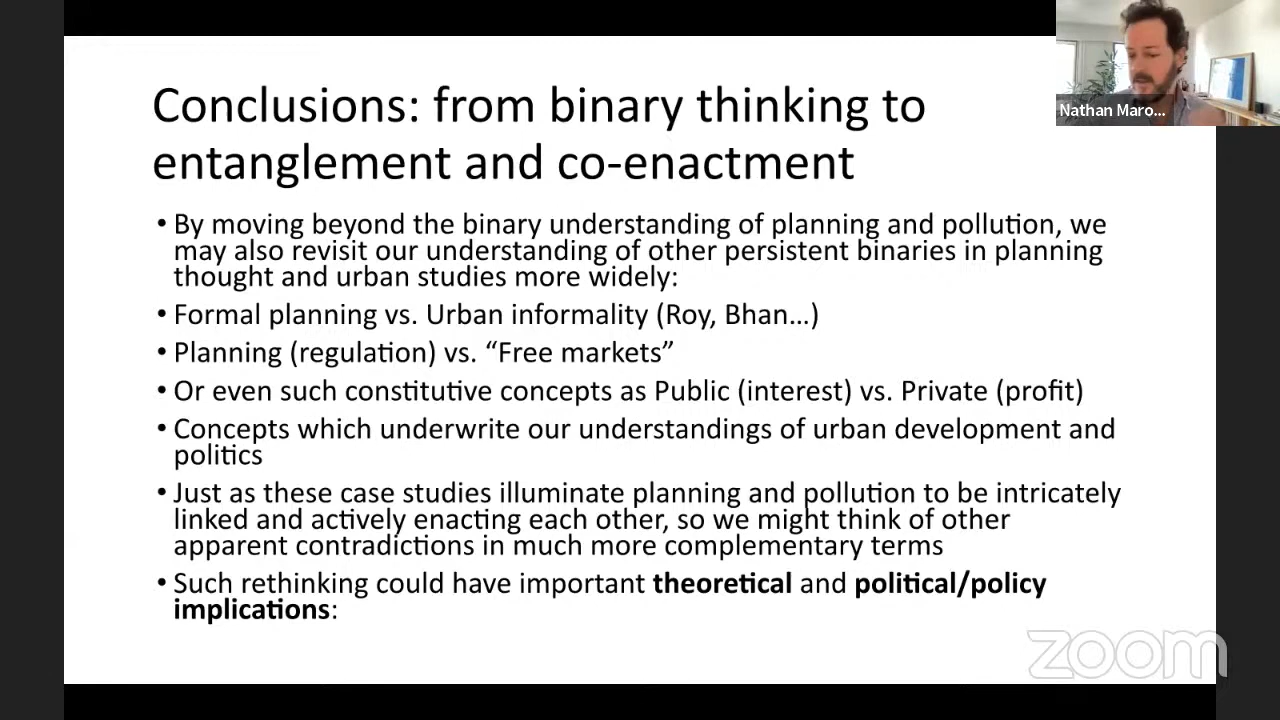 Conclusions: from binary thinking to
entanglement and co-enactment
Nathan Maro...
• By moving beyond the binary understanding of planning and pollution, we
may also revisit our understanding of other persistent binaries in planning
thought and urban studies more widely:
• Formal planning vs. Urban informality (Roy, Bhan…)
• Planning (regulation) vs. “Free markets”
• Or even such constitutive concepts as Public (interest) vs. Private (profit)
• Concepts which underwrite our understandings of urban development and
politics
• Just as these case studies illuminate planning and pollution to be intricately
linked and actively enacting each other, so we might think of other
apparent contradictions in much more complementary terms
• Such rethinking could have important theoretical and political/policy
implications:
zoom